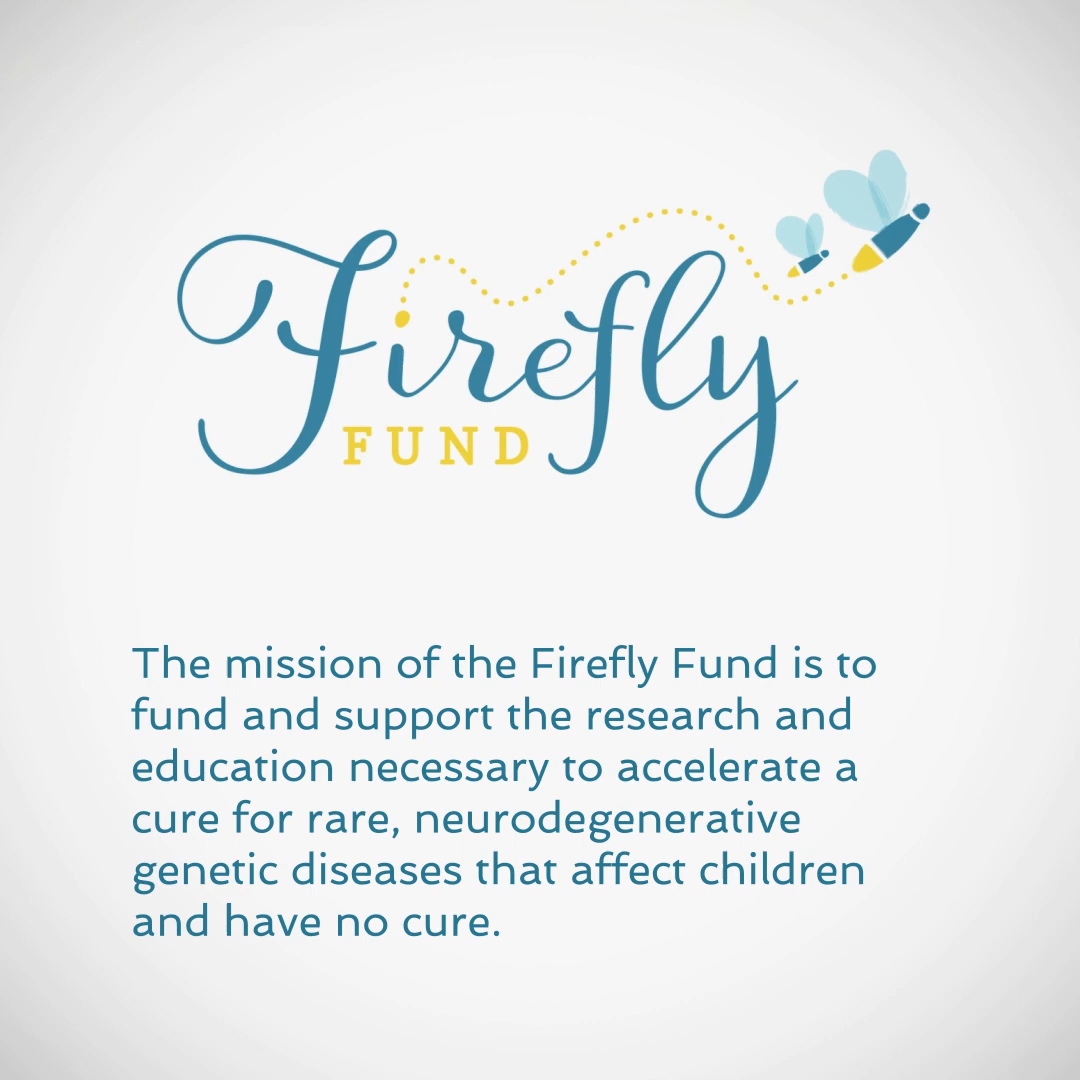 Firefly
FUND
The mission of the Firefly Fund is to
fund and support the research and
education necessary to accelerate a
cure for rare, neurodegenerative
genetic diseases that affect children
and have no cure.